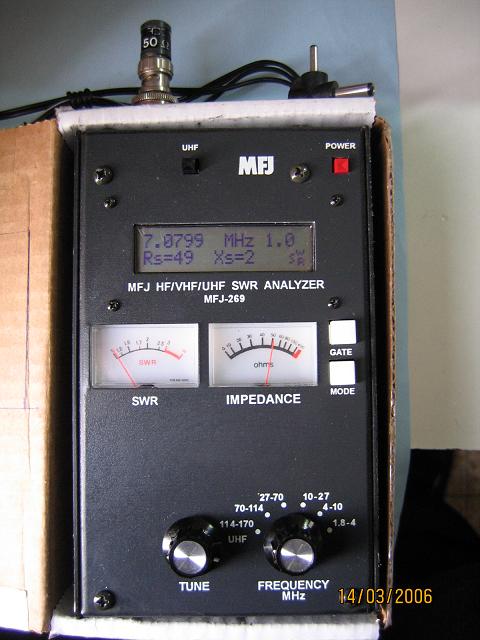 50 Ω
UHF
MFJ
POWER
7.0799 MHz 1.0
Rs=49 Xs=2 SWR
MFJ HF/VHF/UHF SWR ANALYZER
MFJ-269
SWR
ohms
GATE
MODE
SWR
IMPEDANCE
27-70
10-27
70-114
4-10
114-170
1.8-4
UHF
TUNE
FREQUENCY
MHz
14/03/2006